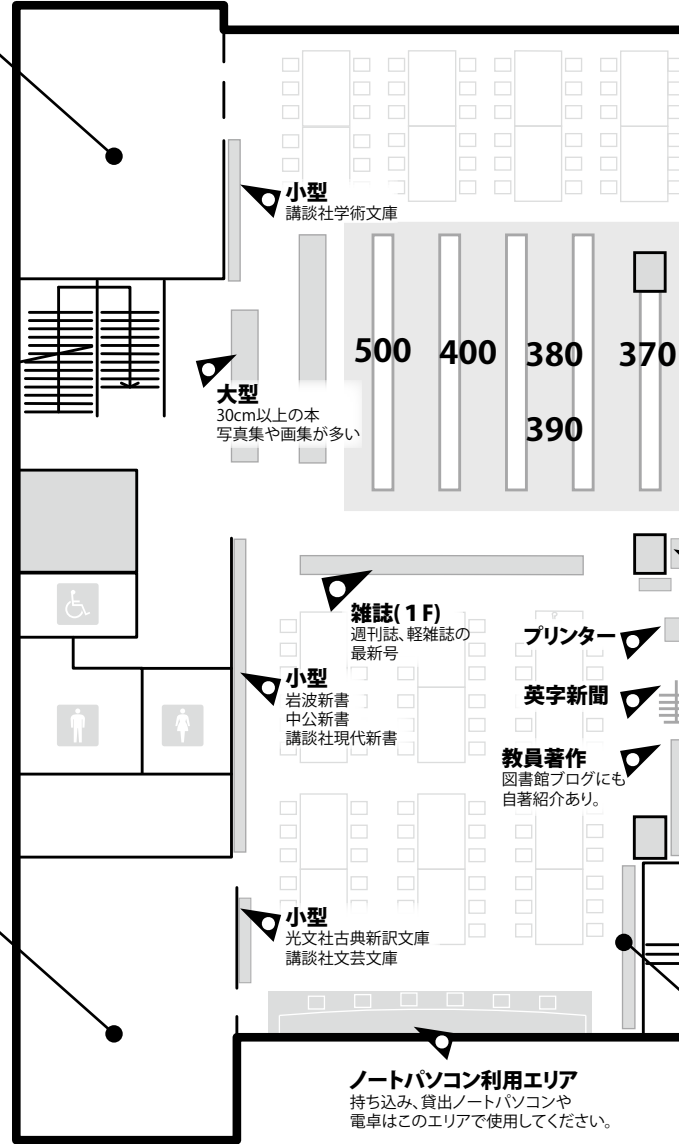 小型
講談社学術文庫
500 400 380 370
390
大型
30cm以上の本
写真集や画集が多い
雑誌(１F)
週刊誌、軽雑誌の
最新号
プリンター
小型
岩波新書
中公新書
講談社現代新書
英字新聞
教員著作
図書館ブログにも
自著紹介あり。
小型
光文社古典新訳文庫
講談社文芸文庫
ノートパソコン利用エリア
持ち込み、貸出ノートパソコンや
電卓はこのエリアで使用してください。